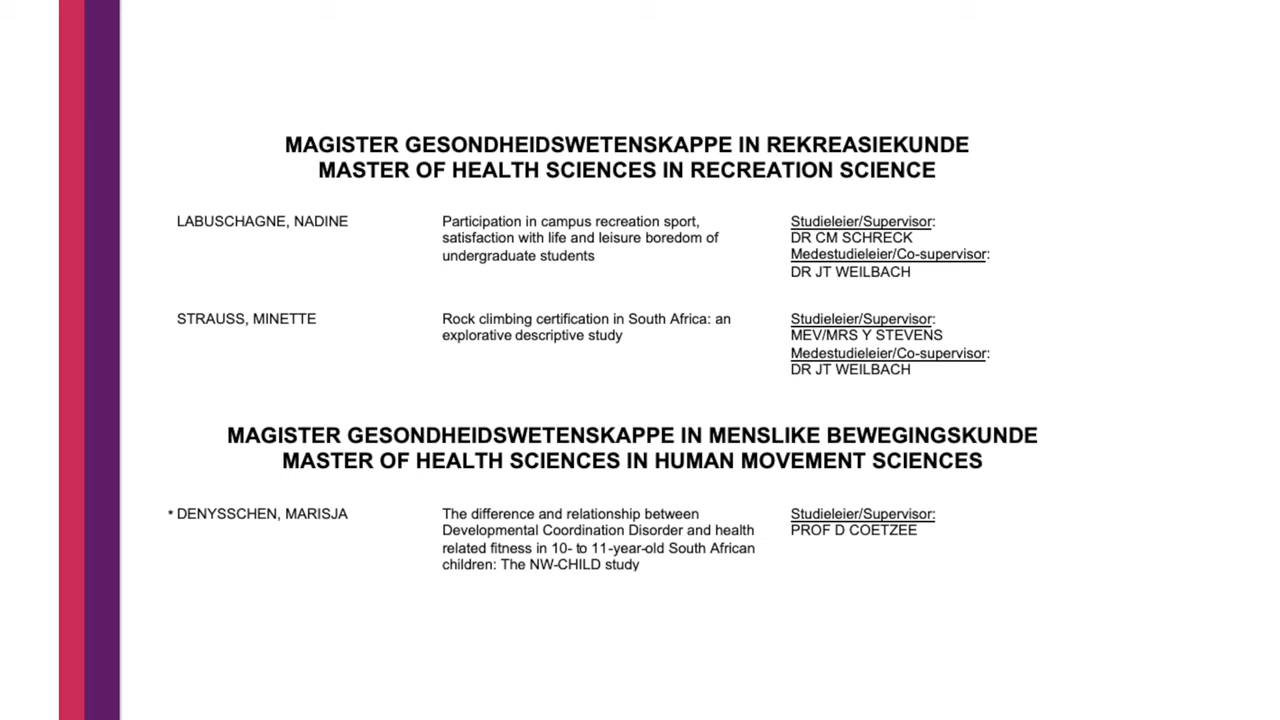 MAGISTER GESONDHEIDSWETENSKAPPE IN REKREASIEKUNDE
MASTER OF HEALTH SCIENCES IN RECREATION SCIENCE
LABUSCHAGNE, NADINE
Participation in campus recreation sport,
satisfaction with life and leisure boredom of
undergraduate students
Studieleier/Supervisor:
DR CM SCHRECK
Medestudieleier/Co-supervisor:
DR JT WEILBACH
STRAUSS, MINETTE
Rock climbing certification in South Africa: an
explorative descriptive study
Studieleier/Supervisor:
MEV/MRS Y STEVENS
Medestudieleier/Co-supervisor:
DR JT WEILBACH
MAGISTER GESONDHEIDSWETENSKAPPE IN MENSLIKE BEWEGINGSKUNDE
MASTER OF HEALTH SCIENCES IN HUMAN MOVEMENT SCIENCES
* DENYSSCHEN, MARISJA
The difference and relationship between
Developmental Coordination Disorder and health
related fitness in 10- to 11-year-old South African
children: The NW-CHILD study
Studieleier/Supervisor:
PROF D COETZEE